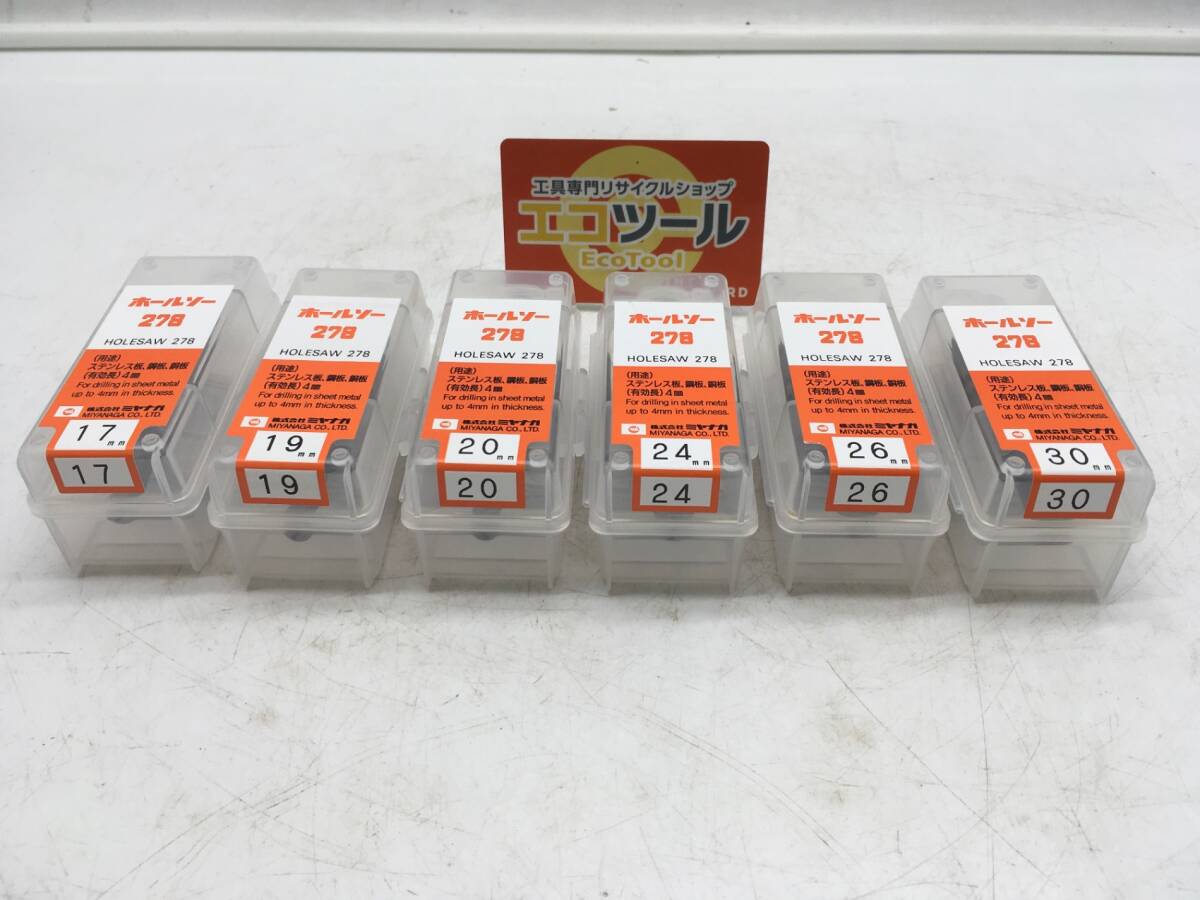 工具専門リサイクルショップ
エコツール
EcoTool
RD
ホールソー
278
HOLESAW 278
(用途)
ステンレス板、鋼板、銅板
(有効長) 4㎜
For drilling in sheet metal
up to 4mm in thickness.
株式会社ミヤナガ
MIYANAGA CO., LTD.
17mm
17
ホールソー
278
HOLESAW 278
(用途)
ステンレス板、鋼板、銅板
(有効長) 4㎜
For drilling in sheet metal
up to 4mm in thickness.
株式会社ミヤナガ
MIYANAGA CO., LTD.
19mm
19
ホールソー
278
HOLESAW 278
(用途)
ステンレス板、鋼板、銅板
(有効長) 4㎜
For drilling in sheet metal
up to 4mm in thickness.
株式会社ミヤナガ
MIYANAGA CO., LTD.
20mm
20
ホールソー
278
HOLESAW 278
(用途)
ステンレス板、鋼板、銅板
(有効長) 4㎜
For drilling in sheet metal
up to 4mm in thickness.
株式会社ミヤナガ
MIYANAGA CO., LTD.
24mm
24
ホールソー
278
HOLESAW 278
(用途)
ステンレス板、鋼板、銅板
(有効長) 4㎜
For drilling in sheet metal
up to 4mm in thickness.
株式会社ミヤナガ
MIYANAGA CO., LTD.
26mm
26
ホールソー
278
HOLESAW 278
(用途)
ステンレス板、鋼板、銅板
(有効長) 4㎜
For drilling in sheet metal
up to 4mm in thickness.
株式会社ミヤナガ
MIYANAGA CO., LTD.
30mm
30